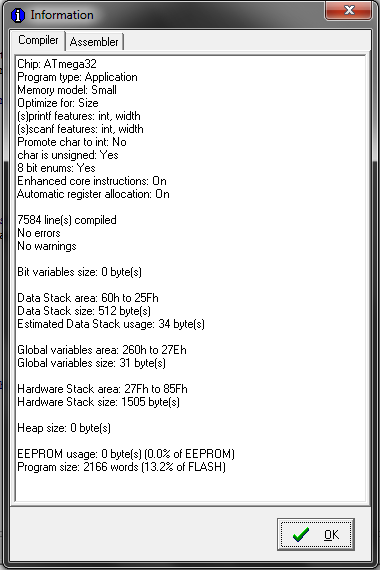 Information
Compiler Assembler
Chip: ATmega32
Program type: Application
Memory model: Small
Optimize for: Size
(s)printf features: int, width
(s)scanf features: int, width
Promote char to int: No
char is unsigned: Yes
8 bit enums: Yes
Enhanced core instructions: On
Automatic register allocation: On
7584 line(s) compiled
No errors
No warnings
Bit variables size: 0 byte(s)
Data Stack area: 60h to 25Fh
Data Stack size: 512 byte(s)
Estimated Data Stack usage: 34 byte(s)
Global variables area: 260h to 27Eh
Global variables size: 31 byte(s)
Hardware Stack area: 27Fh to 85Fh
Hardware Stack size: 1505 byte(s)
Heap size: 0 byte(s)
EEPROM usage: 0 byte(s) (0.0% of EEPROM)
Program size: 2166 words (13.2% of FLASH)
OK